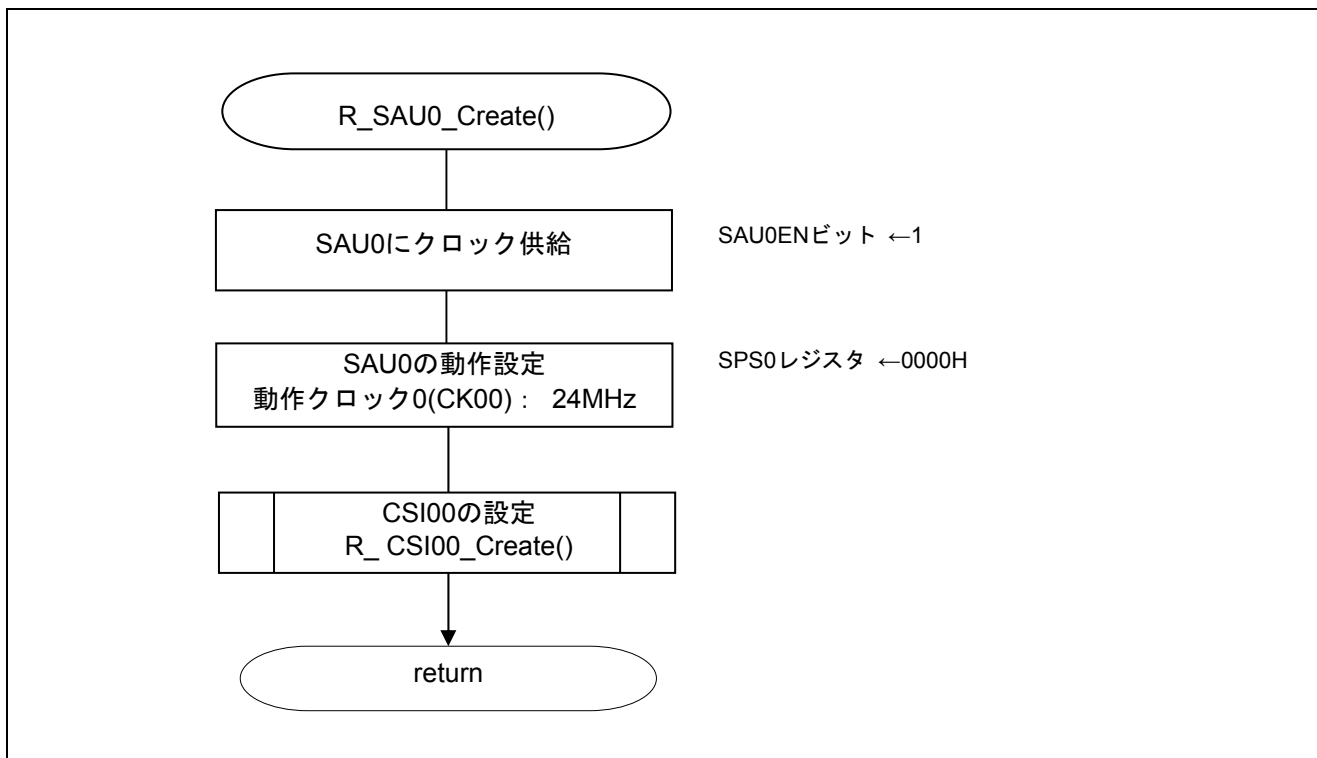 R_SAU0_Create()
SAU0にクロック供給
SAU0ENビット ←1
SAU0の動作設定
動作クロック0(CK00)： 24MHz
SPS0レジスタ ←0000H
CSI00の設定
R_ CSI00_Create()
return